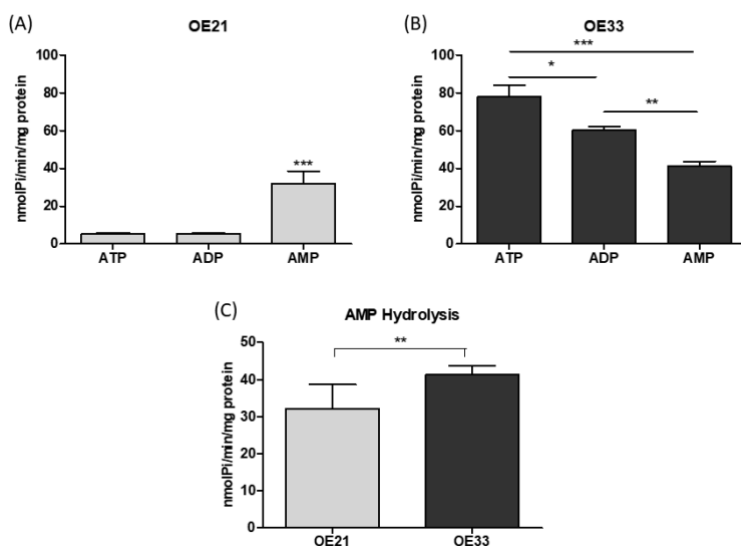 (A)
OE21
nmolPi/min/mg protein
100
80
60
40
20
0
***
ATP ADP AMP
(B)
OE33
nmolPi/min/mg protein
100
80
60
40
20
0
***
*
**
ATP ADP AMP
(C)
AMP Hydrolysis
nmolPi/min/mg protein
50
40
30
20
10
0
**
OE21 OE33